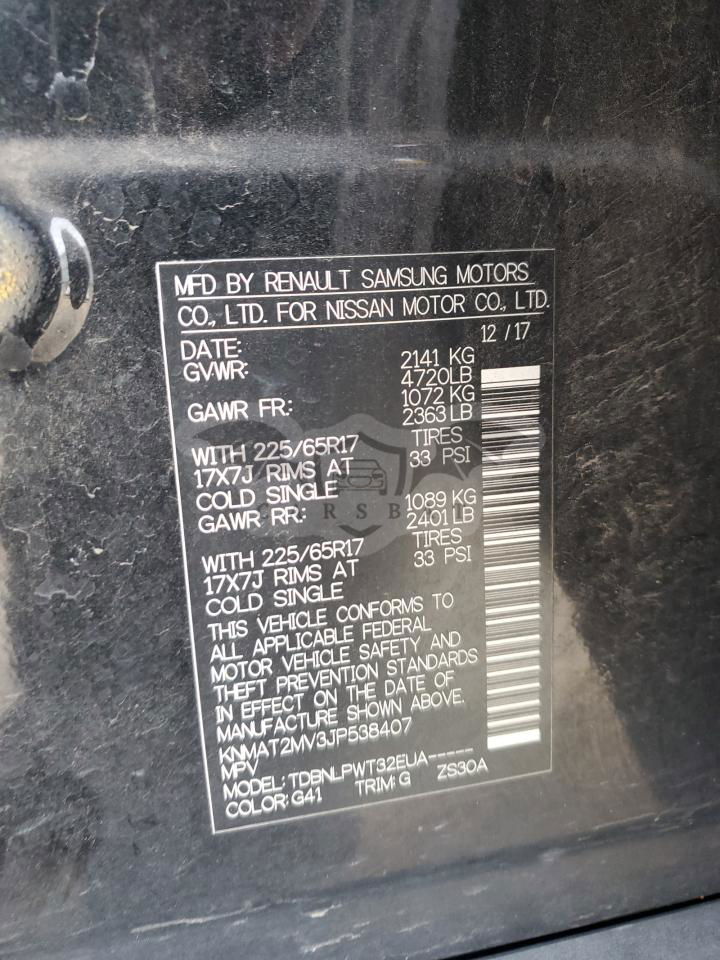 MFD BY RENAULT SAMSUNG MOTORS
CO., LTD. FOR NISSAN MOTOR CO., LTD.
DATE: 12 / 17
GVWR: 2141 KG
4720LB
GAWR FR: 1072 KG
2363 LB
WITH 225/65R17 TIRES
17X7J RIMS AT 33 PSI
COLD SINGLE
GAWR RR: 1089 KG
2401 LB
WITH 225/65R17 TIRES
17X7J RIMS AT 33 PSI
COLD SINGLE
THIS VEHICLE CONFORMS TO
ALL APPLICABLE FEDERAL
MOTOR VEHICLE SAFETY AND
THEFT PREVENTION STANDARDS
IN EFFECT ON THE DATE OF
MANUFACTURE SHOWN ABOVE.
KNMAT2MV3JP538407
MPV
MODEL: TDBNLPWT32EUA-----
COLOR: G41 TRIM: G ZS30A